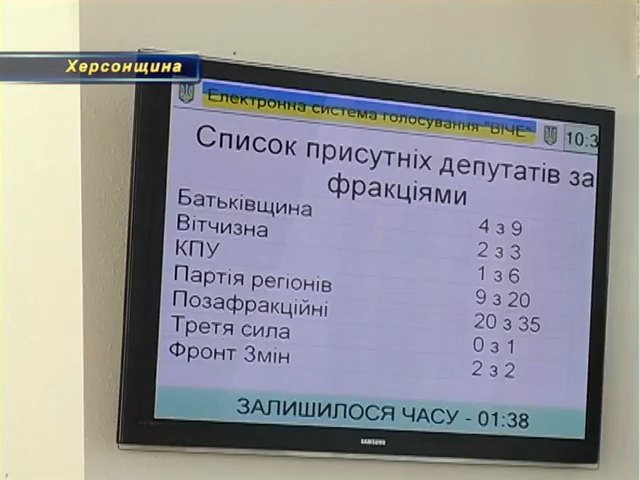 Херсонщина
Електронна система голосування "ВІЧЕ"
10:3
Список присутніх депутатів за
фракціями
Батьківщина 4 з 9
Вітчизна 2 з 3
КПУ 1 з 6
Партія регіонів 9 з 20
Позафракційні 20 з 35
Третя сила 0 з 1
Фронт Змін 2 з 2
ЗАЛИШИЛОСЯ ЧАСУ - 01:38
SAMSUNG